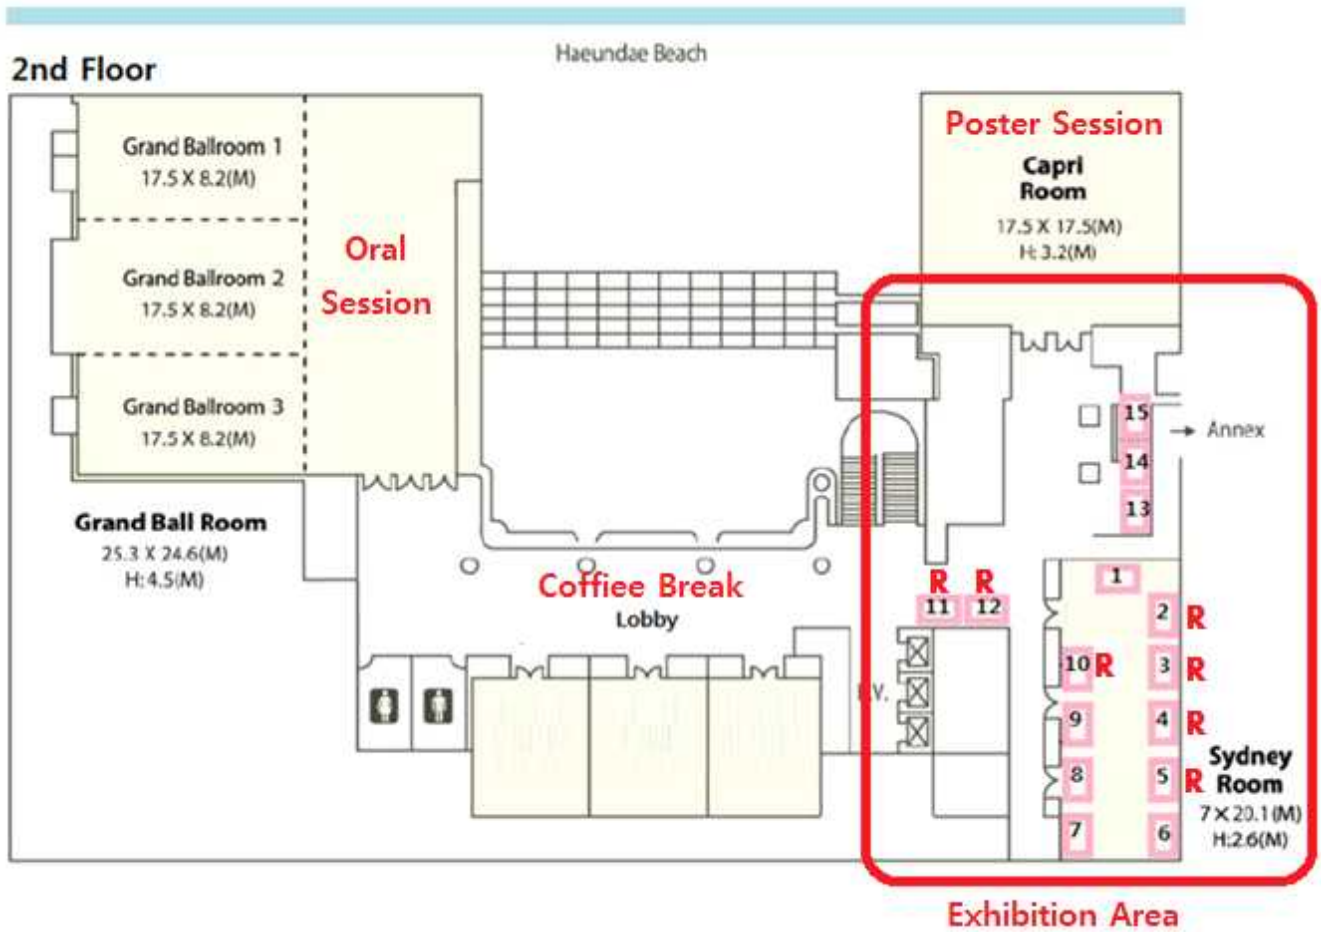 Haeundae Beach
2nd Floor
Grand Ballroom 1
17.5 X 8.2(M)
Grand Ballroom 2
17.5 X 8.2(M)
Grand Ballroom 3
17.5 X 8.2(M)
Oral
Session
Grand Ball Room
25.3 X 24.6(M)
H: 4.5(M)
Poster Session
Capri
Room
17.5 X 17.5(M)
H: 3.2(M)
15
14
13
Annex
Coffiee Break
Lobby
R R
11 12
1
2 R
10 R
3 R
9
4 R
8
5 R
7
6
Sydney
Room
7 X 20.1(M)
H:2.6(M)
Exhibition Area